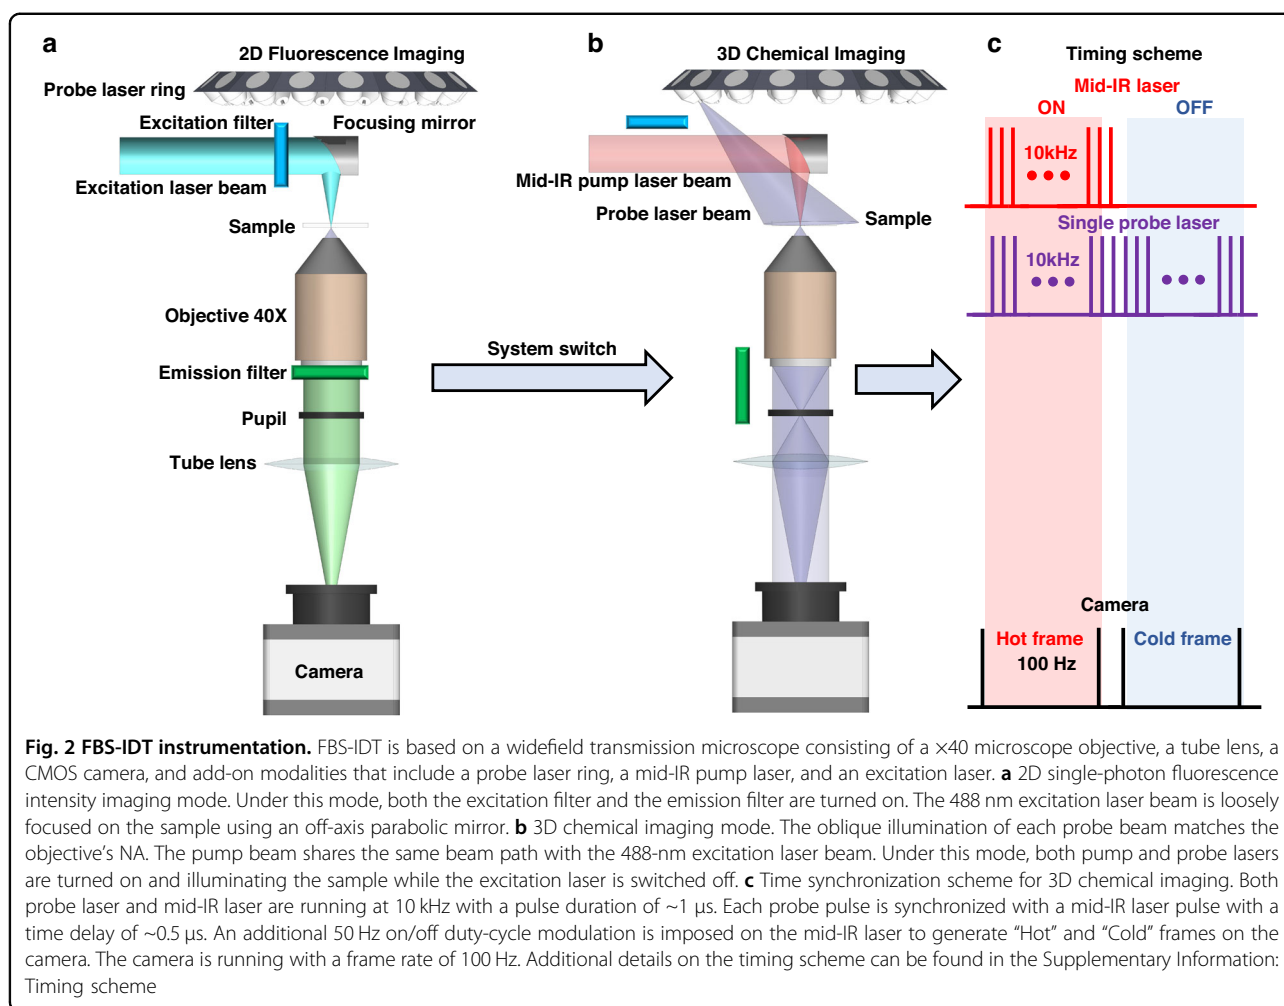 a
2D Fluorescence Imaging
Probe laser ring
Excitation filter
Focusing mirror
Excitation laser beam
Sample
Objective 40X
Emission filter
Pupil
Tube lens
Camera
System switch
b
3D Chemical Imaging
Mid-IR pump laser beam
Probe laser beam
Sample
c
Timing scheme
Mid-IR laser
ON
OFF
10kHz
Single probe laser
10kHz
Camera
Hot frame
Cold frame
100 Hz
Fig. 2 FBS-IDT instrumentation. FBS-IDT is based on a widefield transmission microscope consisting of a ×40 microscope objective, a tube lens, a
CMOS camera, and add-on modalities that include a probe laser ring, a mid-IR pump laser, and an excitation laser. a 2D single-photon fluorescence
intensity imaging mode. Under this mode, both the excitation filter and the emission filter are turned on. The 488 nm excitation laser beam is loosely
focused on the sample using an off-axis parabolic mirror. b 3D chemical imaging mode. The oblique illumination of each probe beam matches the
objective's NA. The pump beam shares the same beam path with the 488-nm excitation laser beam. Under this mode, both pump and probe lasers
are turned on and illuminating the sample while the excitation laser is switched off. c Time synchronization scheme for 3D chemical imaging. Both
probe laser and mid-IR laser are running at 10 kHz with a pulse duration of ~1 µs. Each probe pulse is synchronized with a mid-IR laser pulse with a
time delay of ~0.5 µs. An additional 50 Hz on/off duty-cycle modulation is imposed on the mid-IR laser to generate “Hot” and “Cold” frames on the
camera. The camera is running with a frame rate of 100 Hz. Additional details on the timing scheme can be found in the Supplementary Information:
Timing scheme